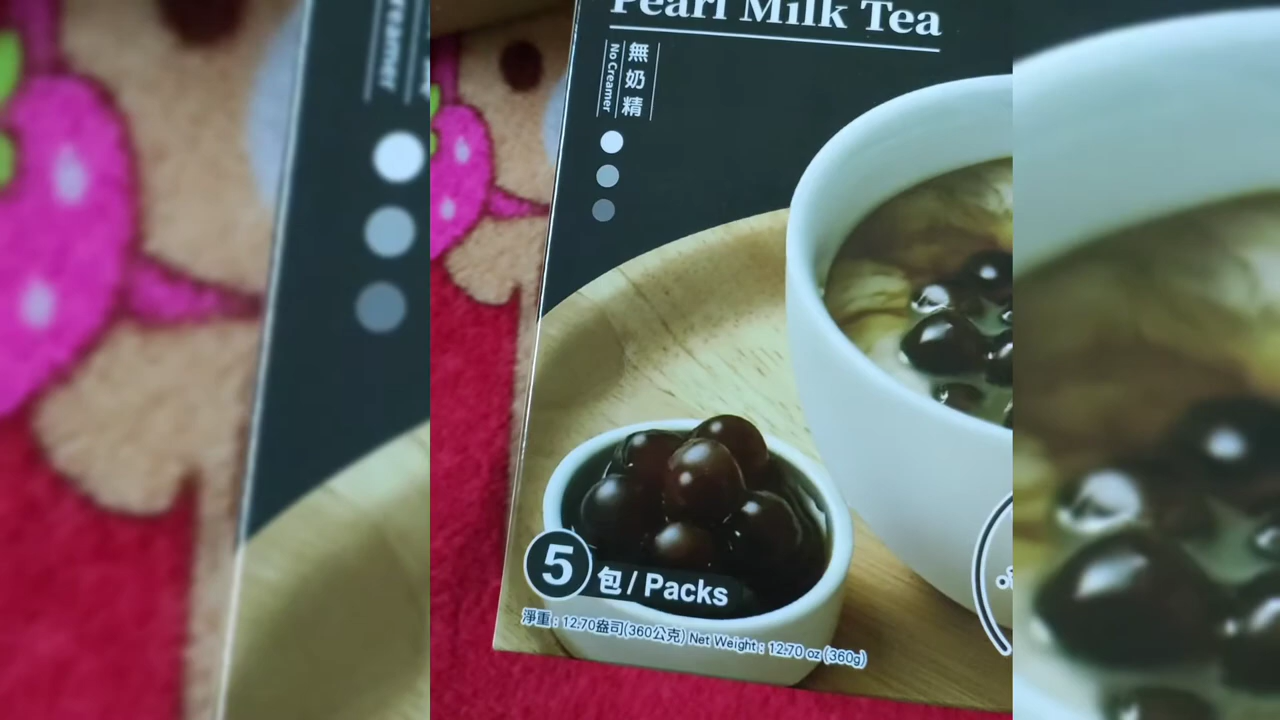 Pearl Milk Tea
無奶精
No Creamer
5 包 / Packs
淨重 : 12.70盎司(360公克) Net Weight : 12.70 oz (360g)